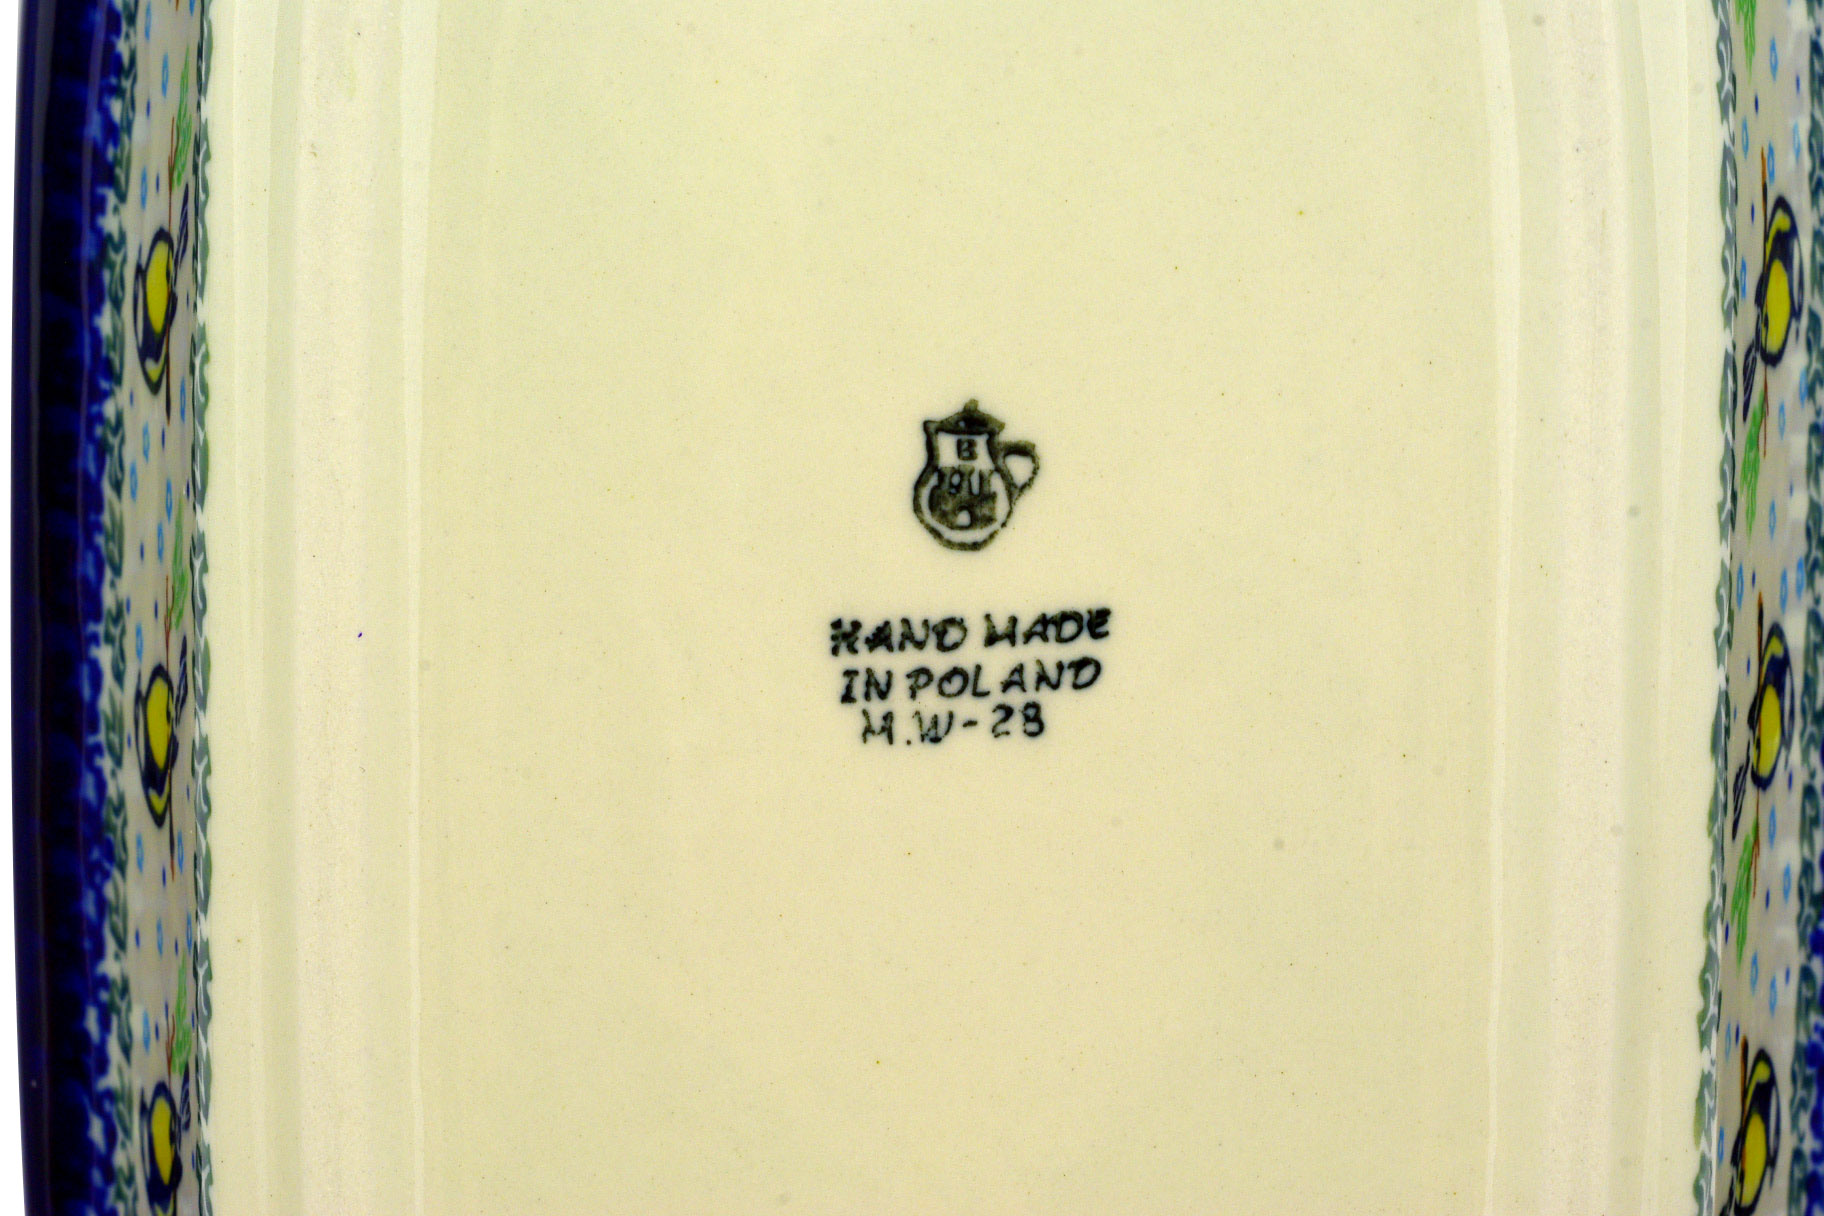 B
HAND MADE
IN POLAND
M.W-28